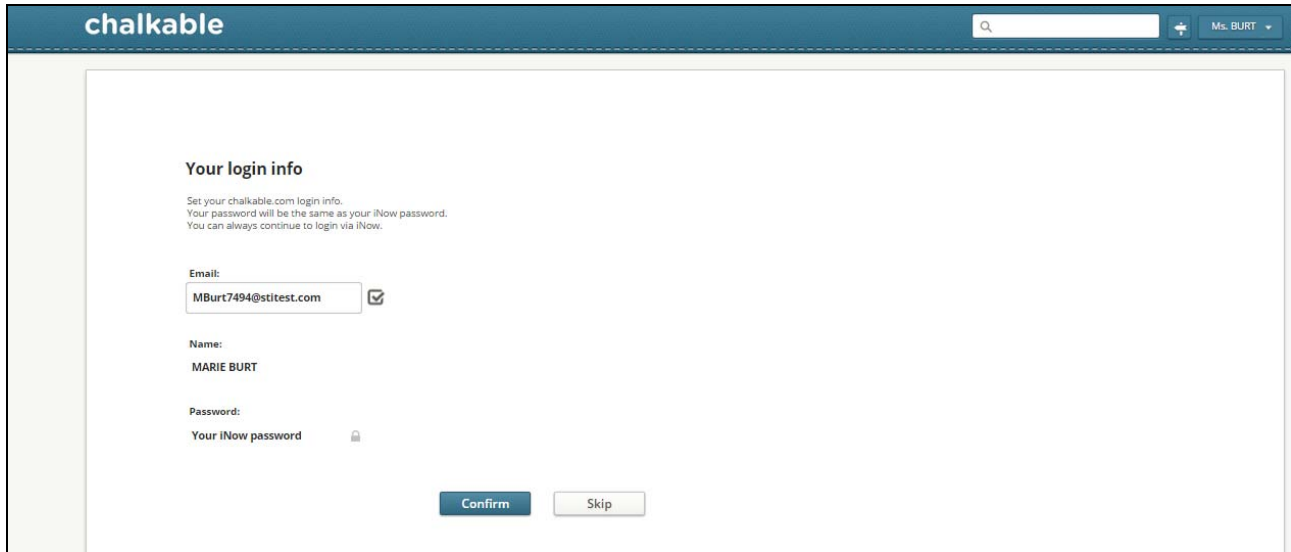 chalkable
Ms. BURT
Your login info
Set your chalkable.com login info.
Your password will be the same as your iNow password.
You can always continue to login via iNow.
Email:
MBurt7494@stitest.com
Name:
MARIE BURT
Password:
Your iNow password
Confirm
Skip